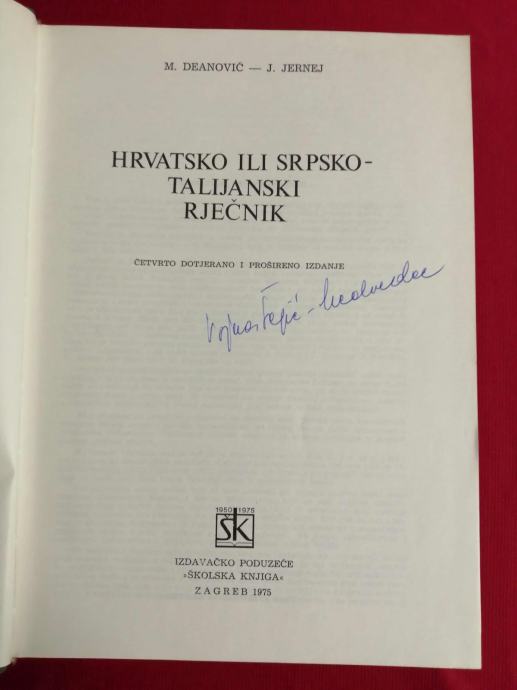 M. DEANOVIĆ — J. JERNEJ
HRVATSKO ILI SRPSKO-
TALIJANSKI
RJEČNIK
ČETVRTO DOTJERANO I PROŠIRENO IZDANJE
1950 1975
ŠK
IZDAVAČKO PODUZEĆE
»ŠKOLSKA KNJIGA«
ZAGREB 1975